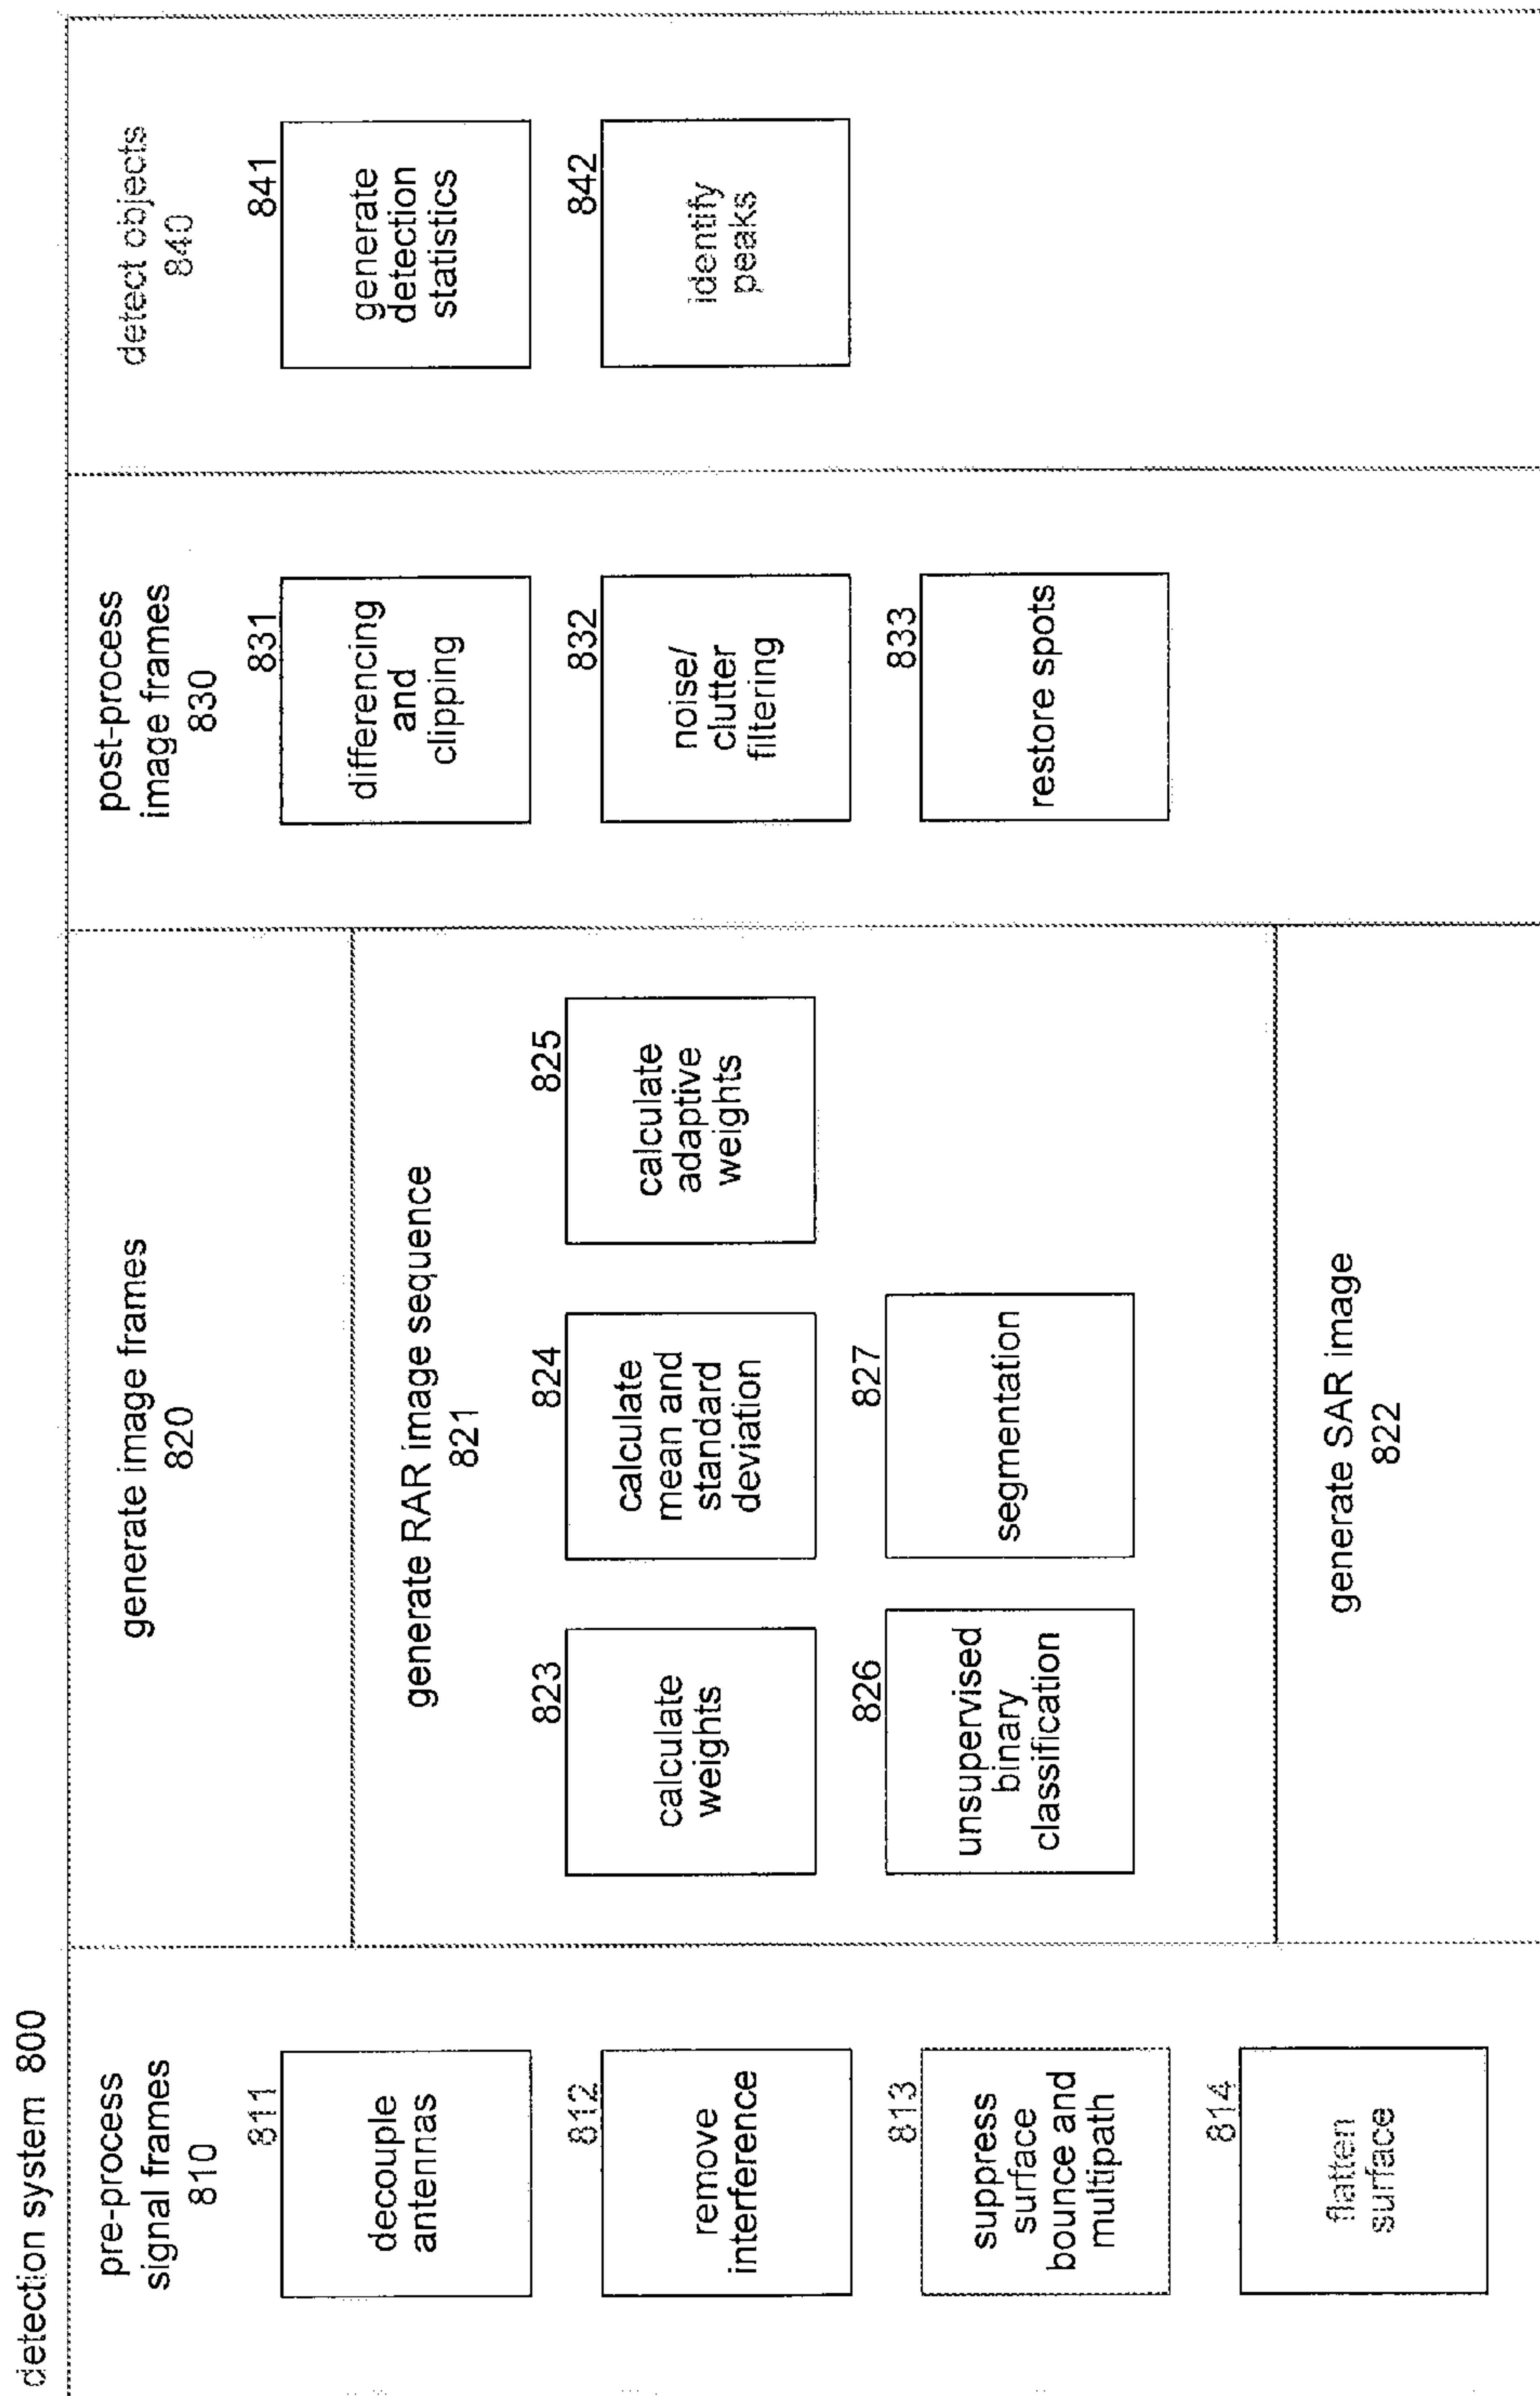 detection system 800
pre-process
signal frames
810
811
decouple
antennas
812
remove
interference
813
suppress
surface
bounce and
multipath
814
flatten
surface
generate image frames
820
generate RAR image sequence
821
823
calculate
weights
824
calculate
mean and
standard
deviation
825
calculate
adaptive
weights
826
unsupervised
binary
classification
827
segmentation
generate SAR image
822
post-process
image frames
830
831
differencing
and
clipping
832
noise/
clutter
filtering
833
restore spots
detect objects
840
841
generate
detection
statistics
842
identify
peaks